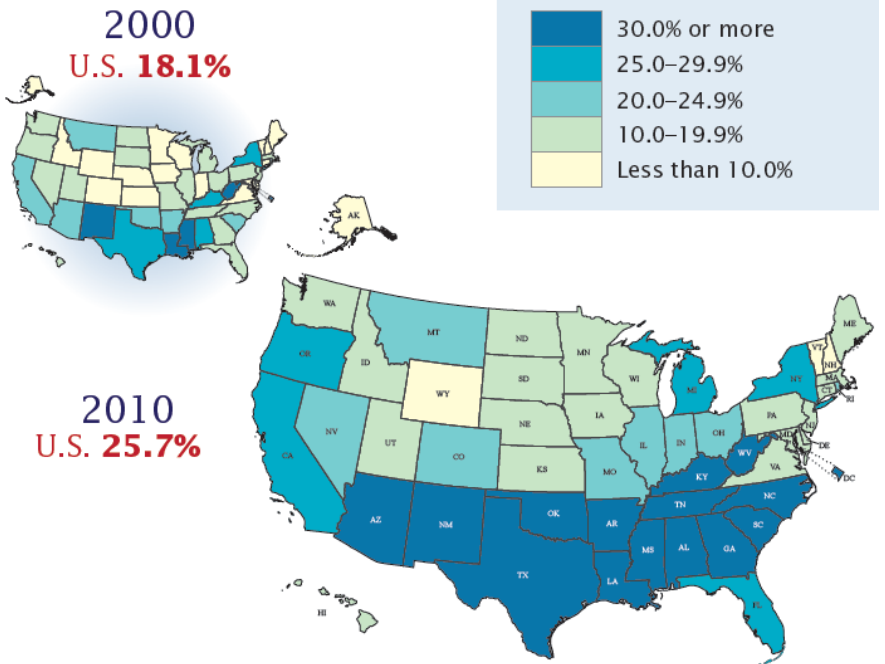 2000
U.S. 18.1%
30.0% or more
25.0–29.9%
20.0–24.9%
10.0–19.9%
Less than 10.0%
2010
U.S. 25.7%
AK
WA
MT
ND
MN
ME
VT
NH
OR
ID
SD
WI
MI
NY
MA
CT
RI
WY
NE
IA
PA
NJ
NV
UT
CO
IL
IN
OH
MD
DE
CA
KS
MO
WV
VA
DC
KY
AZ
NM
OK
AR
TN
NC
SC
TX
LA
MS
AL
GA
FL
HI